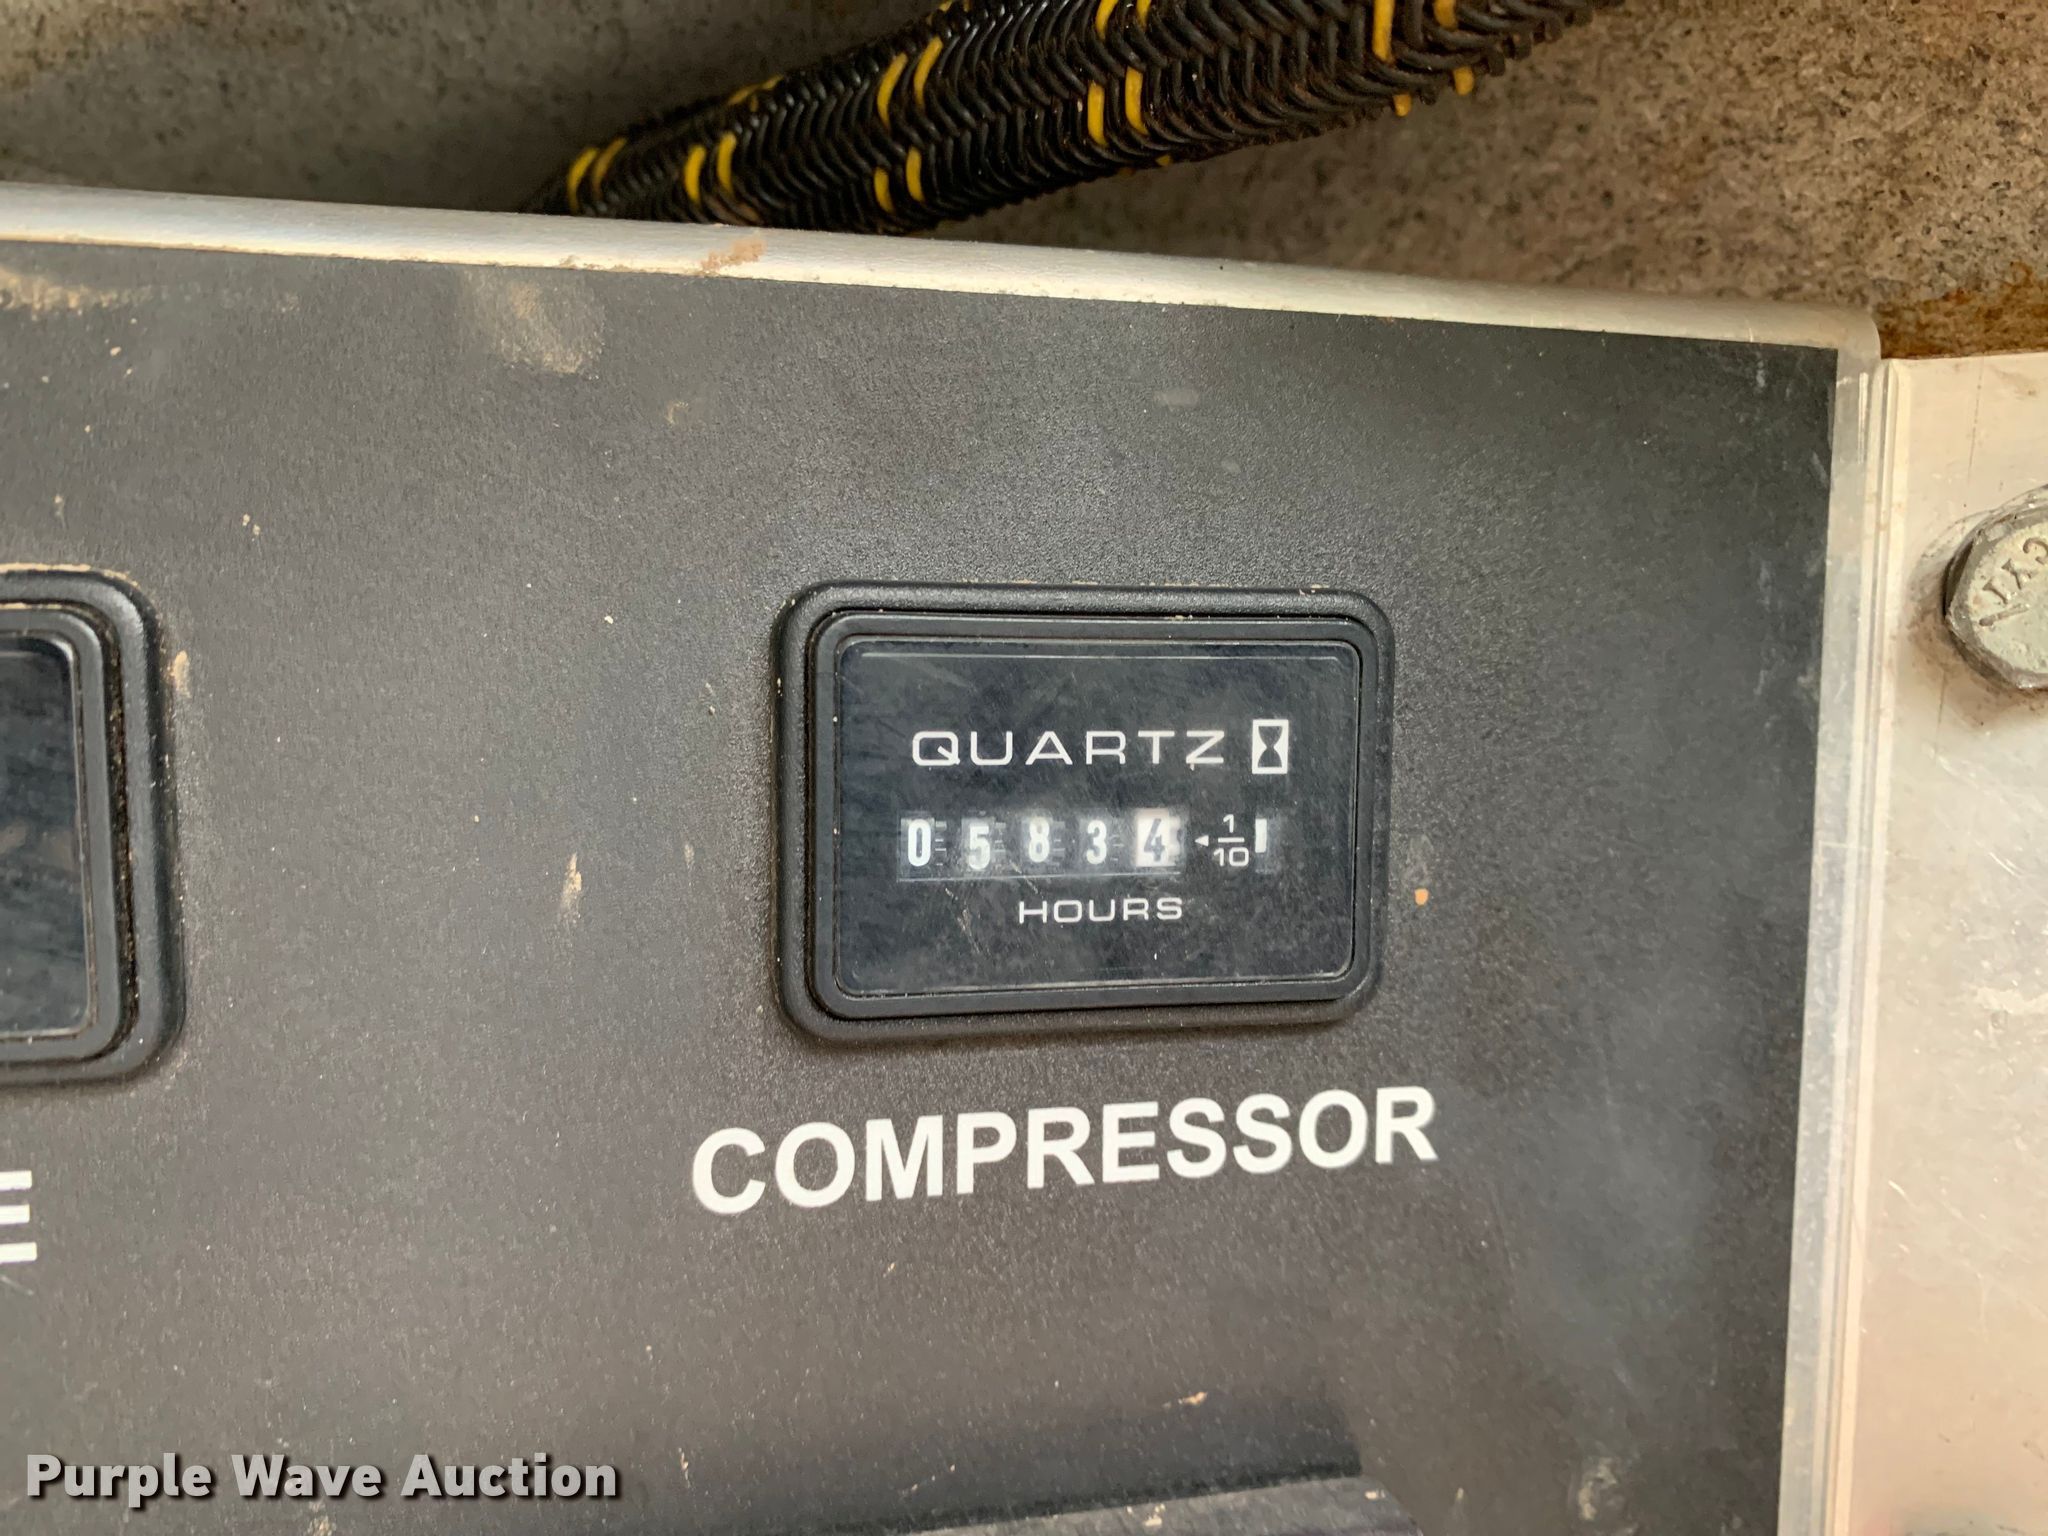 QUARTZ
0 5 8 3 4 1/10
HOURS
COMPRESSOR
E
Purple Wave Auction